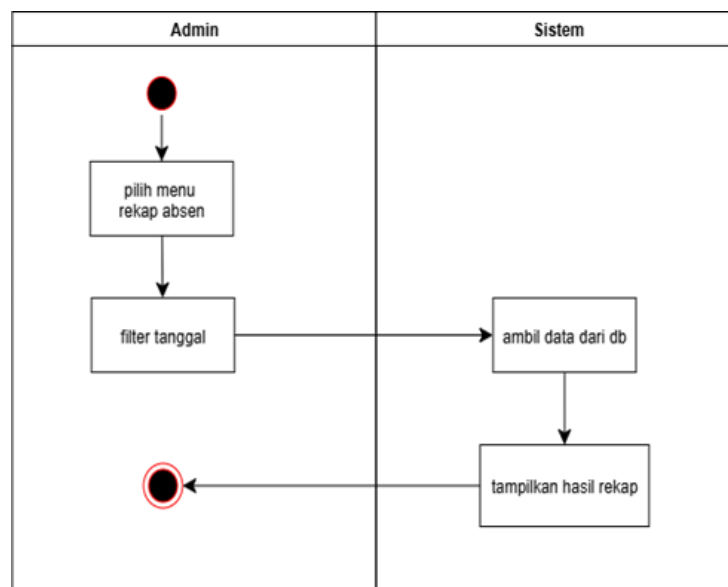 Admin
Sistem
pilih menu
rekap absen
filter tanggal
ambil data dari db
tampilkan hasil rekap